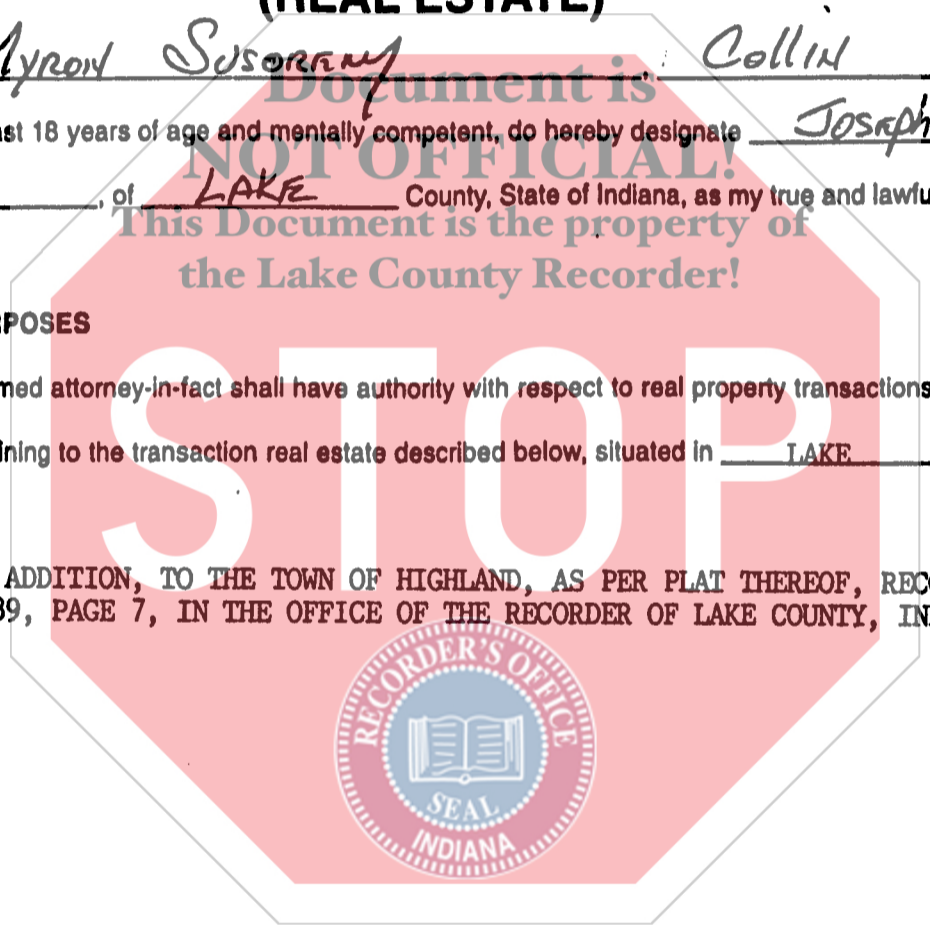 (REAL ESTATE)
Myron Susoreny Collin
st 18 years of age and mentally competent, do hereby designate Joseph
, of LAKE County, State of Indiana, as my true and lawfu
Document is
NOT OFFICIAL!
This Document is the property of
the Lake County Recorder!
RPOSES
med attorney-in-fact shall have authority with respect to real property transactions
ining to the transaction real estate described below, situated in LAKE
STOP
ADDITION, TO THE TOWN OF HIGHLAND, AS PER PLAT THEREOF, REC
39, PAGE 7, IN THE OFFICE OF THE RECORDER OF LAKE COUNTY, IN
RECORDER'S OFFICE
SEAL
INDIANA